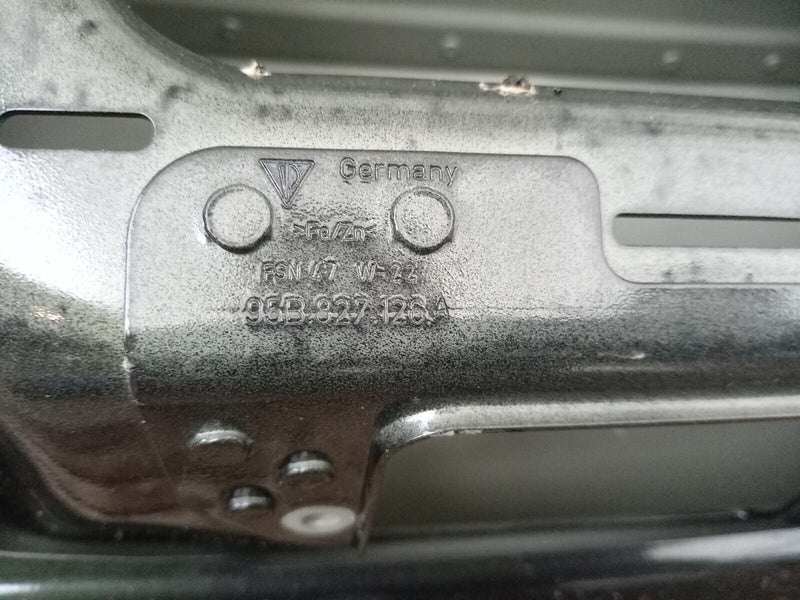 Germany
>Fe/Zn<
FSN 47 W-22
95B.827.126.A